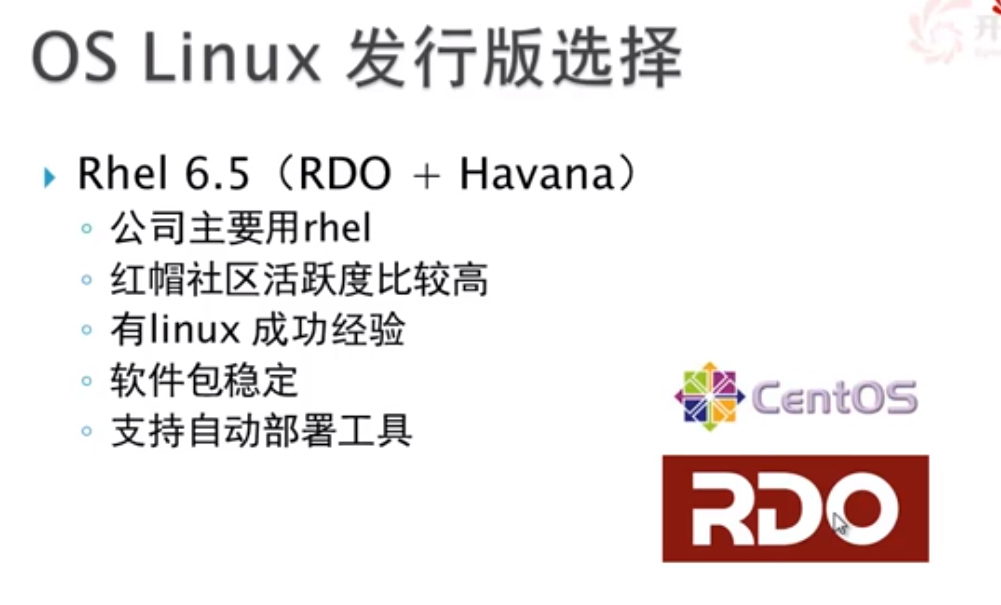 OS Linux 发行版选择
Rhel 6.5（RDO + Havana）
公司主要用rhel
红帽社区活跃度比较高
有linux 成功经验
软件包稳定
支持自动部署工具
CentOS
RDO
开